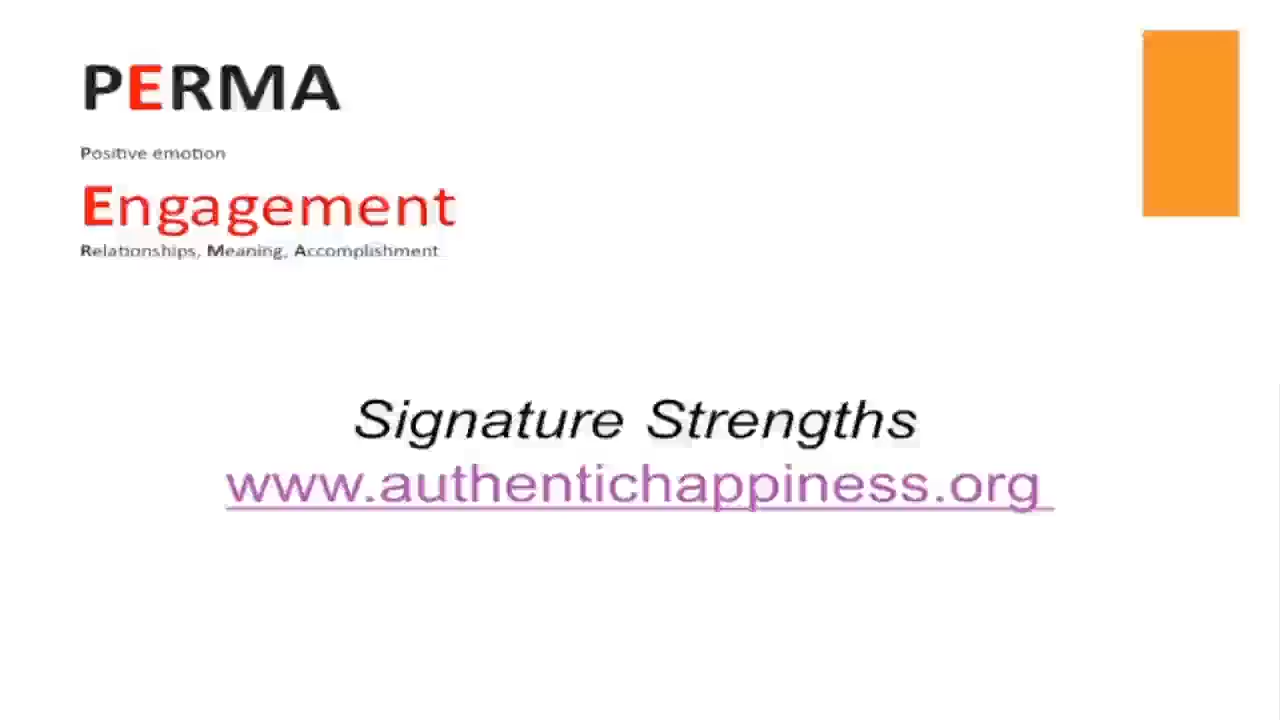 PERMA
Positive emotion
Engagement
Relationships, Meaning, Accomplishment
Signature Strengths
www.authentichappiness.org